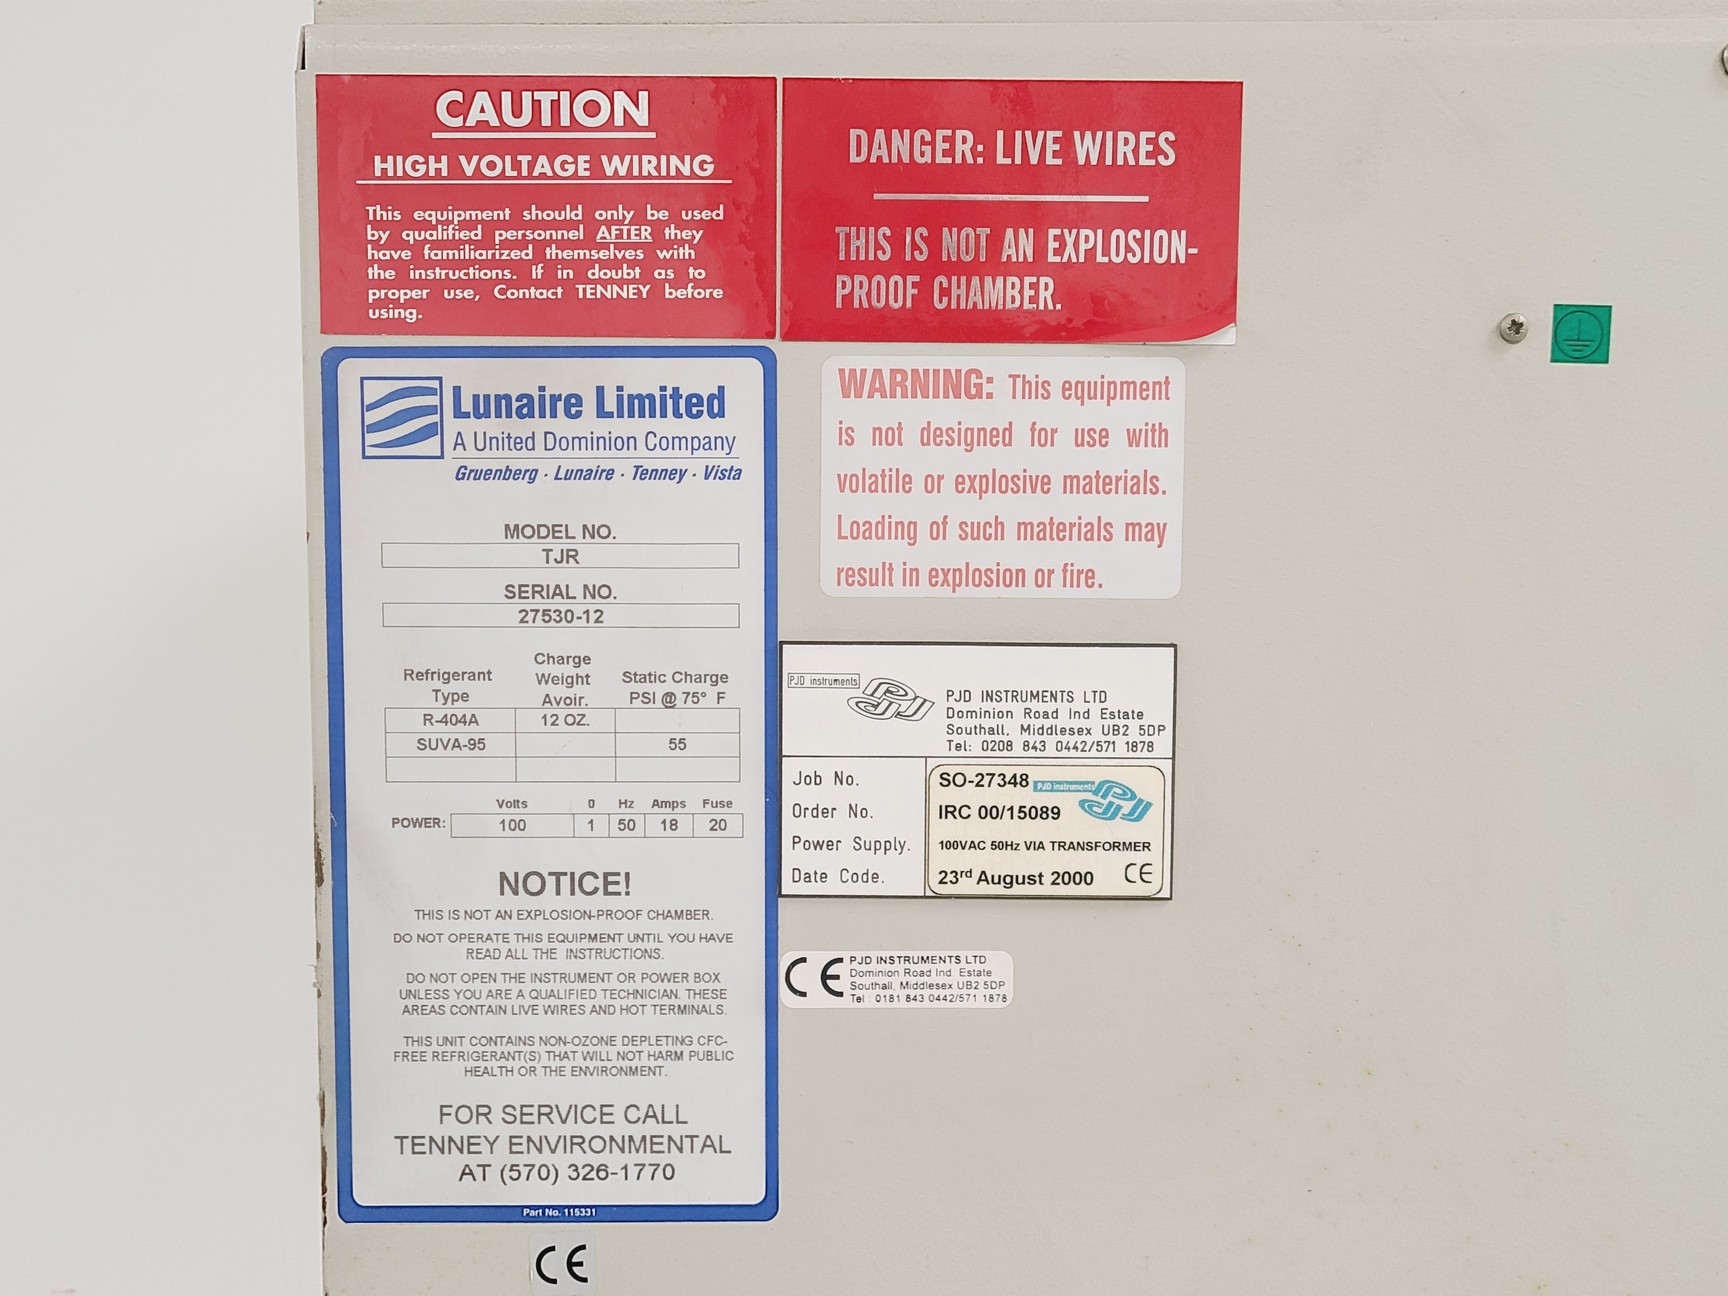 CAUTION
HIGH VOLTAGE WIRING
This equipment should only be used
by qualified personnel AFTER they
have familiarized themselves with
the instructions. If in doubt as to
proper use, Contact TENNEY before
using.
DANGER: LIVE WIRES
THIS IS NOT AN EXPLOSION-
PROOF CHAMBER.
Lunaire Limited
A United Dominion Company
Gruenberg · Lunaire · Tenney · Vista
MODEL NO.
TJR
SERIAL NO.
27530-12
Refrigerant Type Charge Weight Avoir. Static Charge PSI @ 75° F
R-404A 12 OZ.
SUVA-95 55
Volts 0 Hz Amps Fuse
POWER: 100 1 50 18 20
NOTICE!
THIS IS NOT AN EXPLOSION-PROOF CHAMBER.
DO NOT OPERATE THIS EQUIPMENT UNTIL YOU HAVE
READ ALL THE INSTRUCTIONS.
DO NOT OPEN THE INSTRUMENT OR POWER BOX
UNLESS YOU ARE A QUALIFIED TECHNICIAN. THESE
AREAS CONTAIN LIVE WIRES AND HOT TERMINALS.
THIS UNIT CONTAINS NON-OZONE DEPLETING CFC-
FREE REFRIGERANT(S) THAT WILL NOT HARM PUBLIC
HEALTH OR THE ENVIRONMENT.
FOR SERVICE CALL
TENNEY ENVIRONMENTAL
AT (570) 326-1770
Part No. 115331
CE
WARNING: This equipment
is not designed for use with
volatile or explosive materials.
Loading of such materials may
result in explosion or fire.
PJD instruments PJD
PJD INSTRUMENTS LTD
Dominion Road Ind Estate
Southall, Middlesex UB2 5DP
Tel: 0208 843 0442/571 1878
Job No. SO-27348 PJD instruments PJD
Order No. IRC 00/15089
Power Supply. 100VAC 50Hz VIA TRANSFORMER
Date Code. 23rd August 2000 CE
CE
PJD INSTRUMENTS LTD
Dominion Road Ind. Estate
Southall, Middlesex UB2 5DP
Tel : 0181 843 0442/571 1878